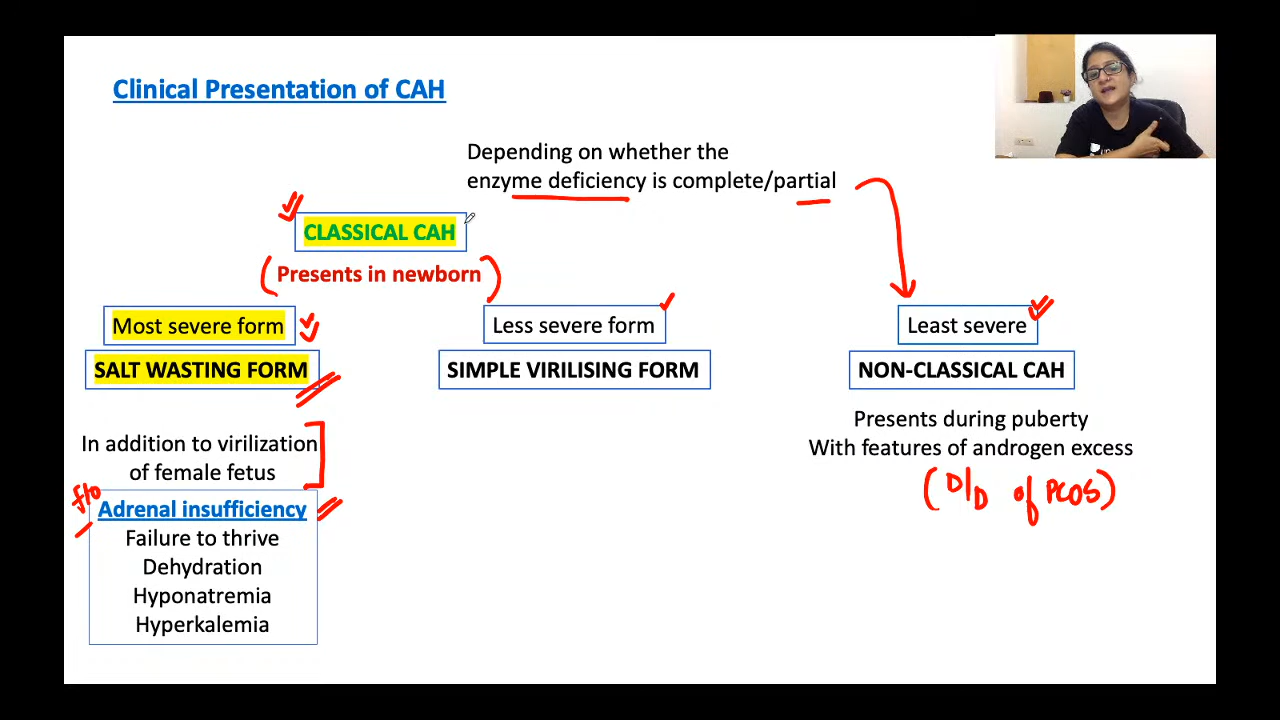 Clinical Presentation of CAH
Depending on whether the
enzyme deficiency is complete/partial
CLASSICAL CAH
(Presents in newborn)
Most severe form
SALT WASTING FORM
In addition to virilization
of female fetus
f/o
Adrenal insufficiency
Failure to thrive
Dehydration
Hyponatremia
Hyperkalemia
Less severe form
SIMPLE VIRILISING FORM
Least severe
NON-CLASSICAL CAH
Presents during puberty
With features of androgen excess
(D/D of PCOS)